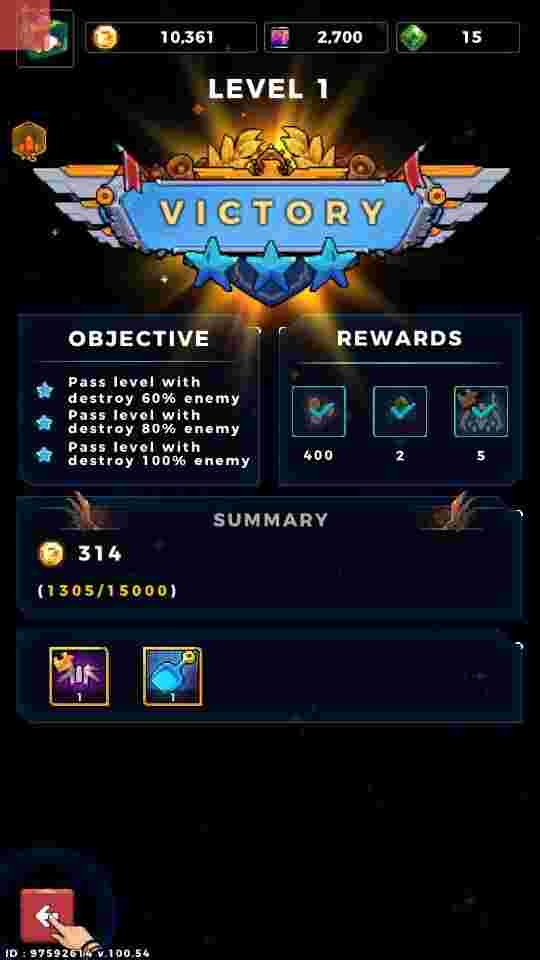 10,361
2,700
15
LEVEL 1
VICTORY
OBJECTIVE
Pass level with
destroy 60% enemy
Pass level with
destroy 80% enemy
Pass level with
destroy 100% enemy
REWARDS
400
2
5
SUMMARY
314
(1305/15000)
1
1
ID : 97592614 v.100.54